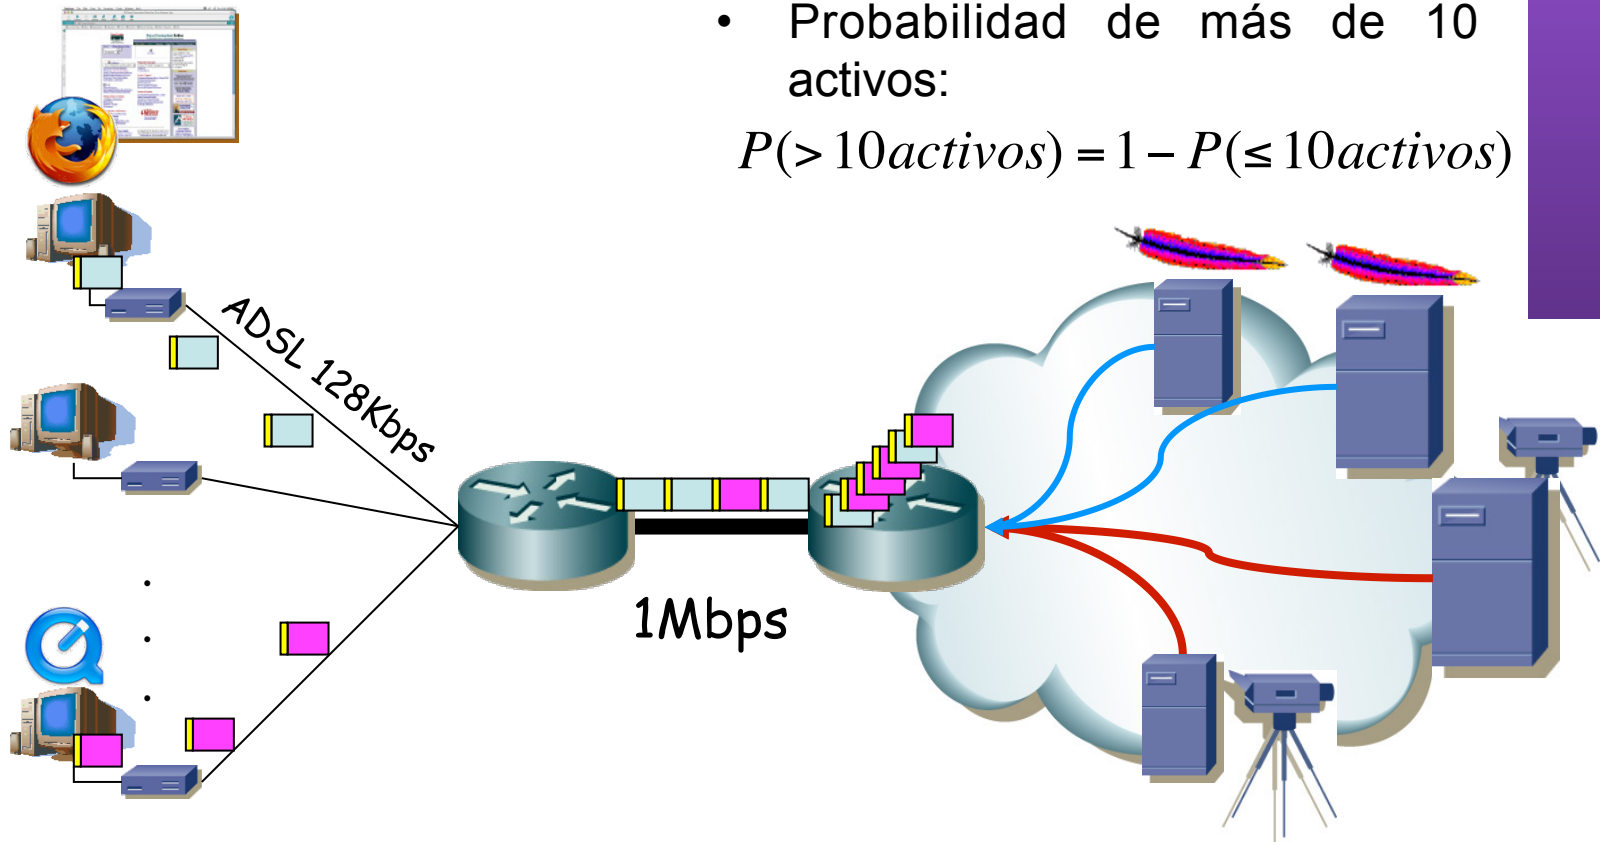 • Probabilidad de más de 10
activos:
P(> 10activos) = 1 − P(≤ 10activos)
ADSL 128Kbps
1Mbps